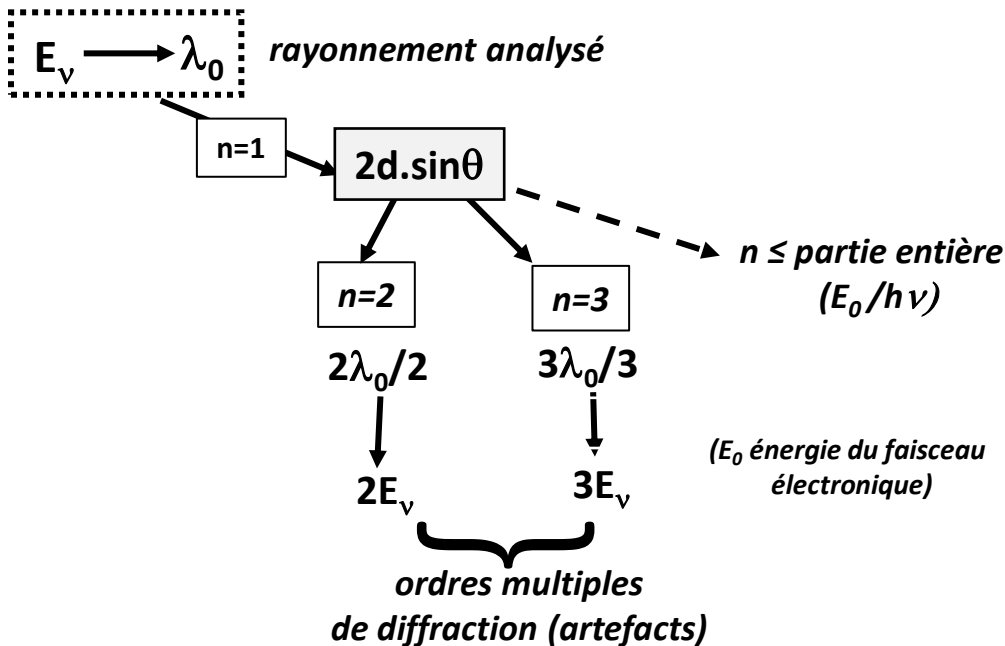 Eν → λ0
rayonnement analysé
n=1
2d.sinθ
n ≤ partie entière
(E0/hν)
n=2
n=3
2λ0/2
3λ0/3
(E0 énergie du faisceau
électronique)
2Eν
3Eν
ordres multiples
de diffraction (artefacts)